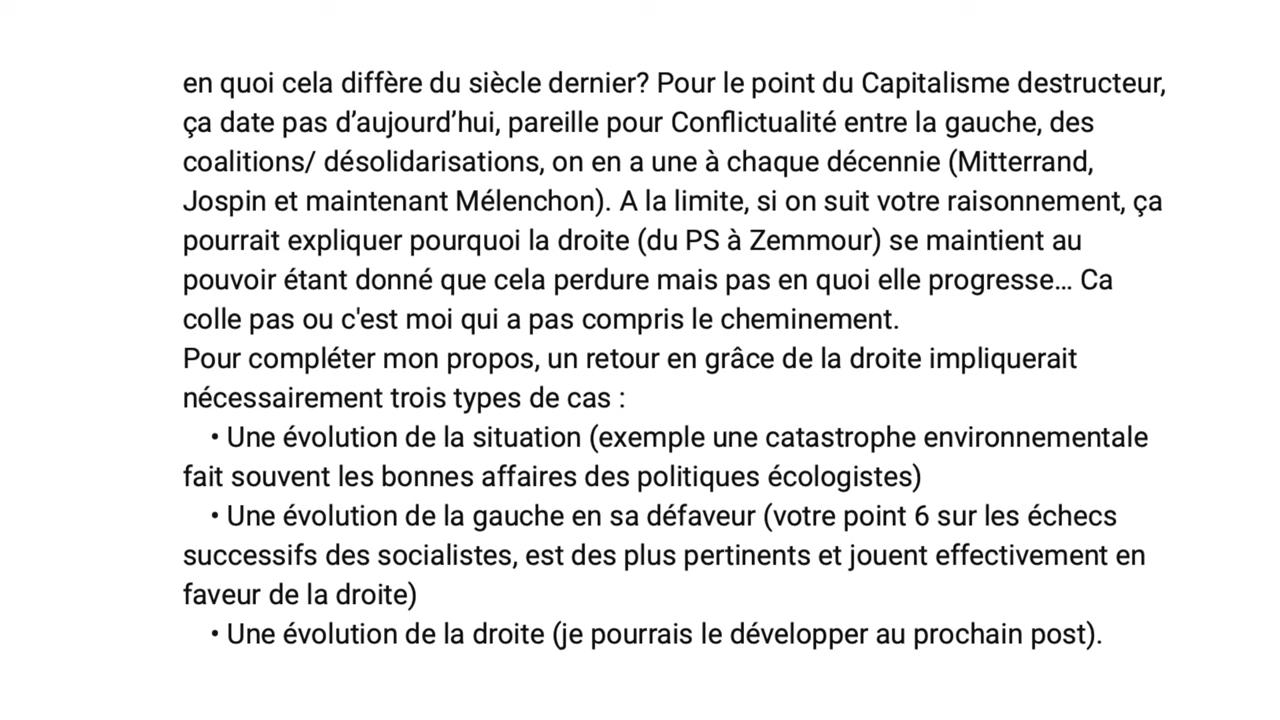 en quoi cela diffère du siècle dernier? Pour le point du Capitalisme destructeur,
ça date pas d’aujourd’hui, pareille pour Conflictualité entre la gauche, des
coalitions/ désolidarisations, on en a une à chaque décennie (Mitterrand,
Jospin et maintenant Mélenchon). A la limite, si on suit votre raisonnement, ça
pourrait expliquer pourquoi la droite (du PS à Zemmour) se maintient au
pouvoir étant donné que cela perdure mais pas en quoi elle progresse… Ca
colle pas ou c'est moi qui a pas compris le cheminement.
Pour compléter mon propos, un retour en grâce de la droite impliquerait
nécessairement trois types de cas :
• Une évolution de la situation (exemple une catastrophe environnementale
fait souvent les bonnes affaires des politiques écologistes)
• Une évolution de la gauche en sa défaveur (votre point 6 sur les échecs
successifs des socialistes, est des plus pertinents et jouent effectivement en
faveur de la droite)
• Une évolution de la droite (je pourrais le développer au prochain post).